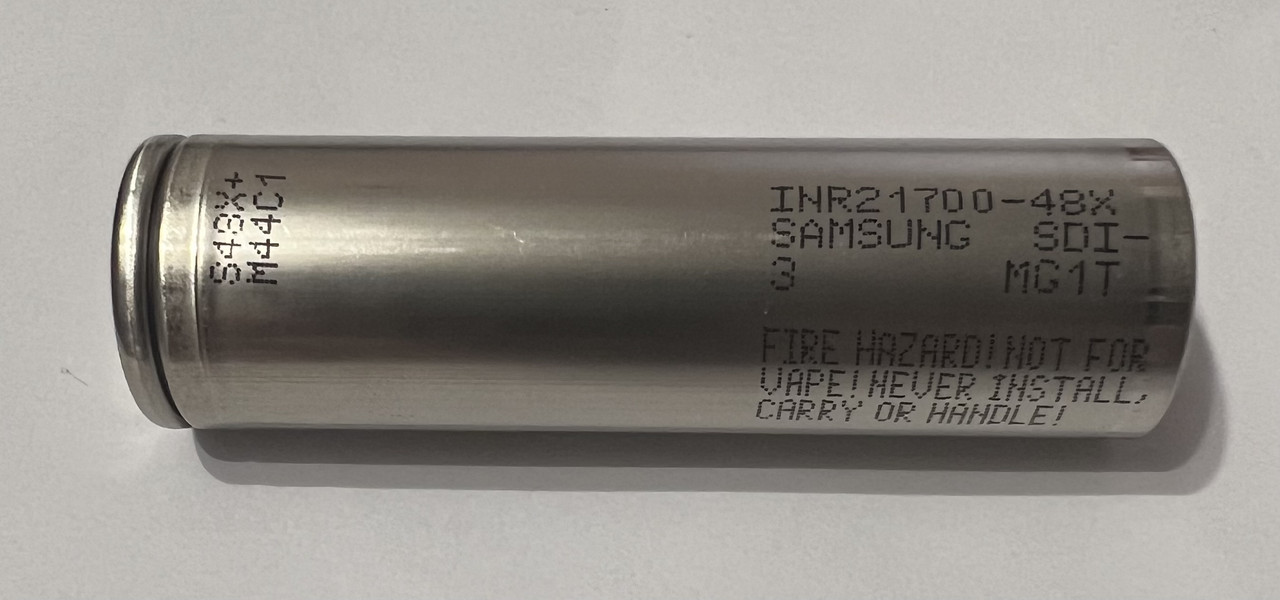 S48X+
M44C1
INR21700-48X
SAMSUNG SDI-
3 MG1T
FIRE HAZARD!NOT FOR
VAPE!NEVER INSTALL,
CARRY OR HANDLE!